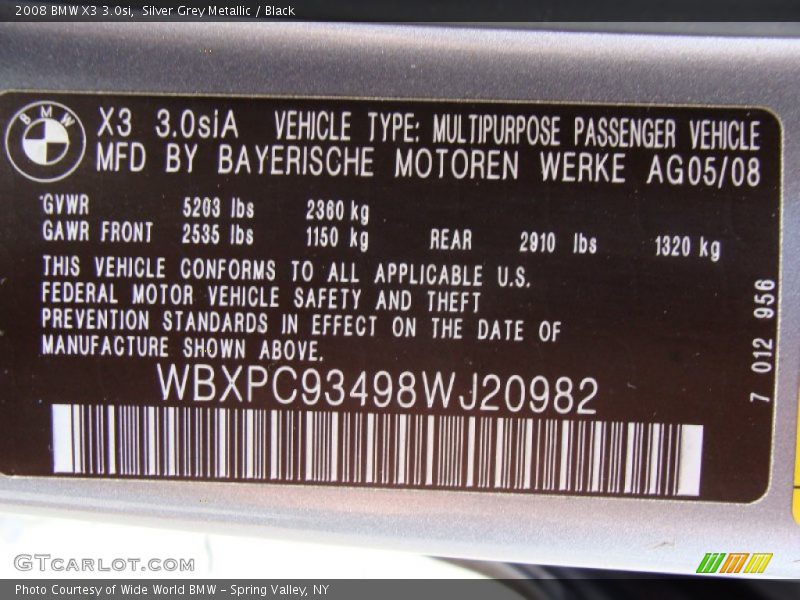 2008 BMW X3 3.0si, Silver Grey Metallic / Black
BMW
X3 3.0siA VEHICLE TYPE: MULTIPURPOSE PASSENGER VEHICLE
MFD BY BAYERISCHE MOTOREN WERKE AG05/08
GVWR 5203 lbs 2360 kg
GAWR FRONT 2535 lbs 1150 kg REAR 2910 lbs 1320 kg
THIS VEHICLE CONFORMS TO ALL APPLICABLE U.S.
FEDERAL MOTOR VEHICLE SAFETY AND THEFT
PREVENTION STANDARDS IN EFFECT ON THE DATE OF
MANUFACTURE SHOWN ABOVE.
WBXPC93498WJ20982
7 012 956
GTCARLOT.COM
Photo Courtesy of Wide World BMW - Spring Valley, NY